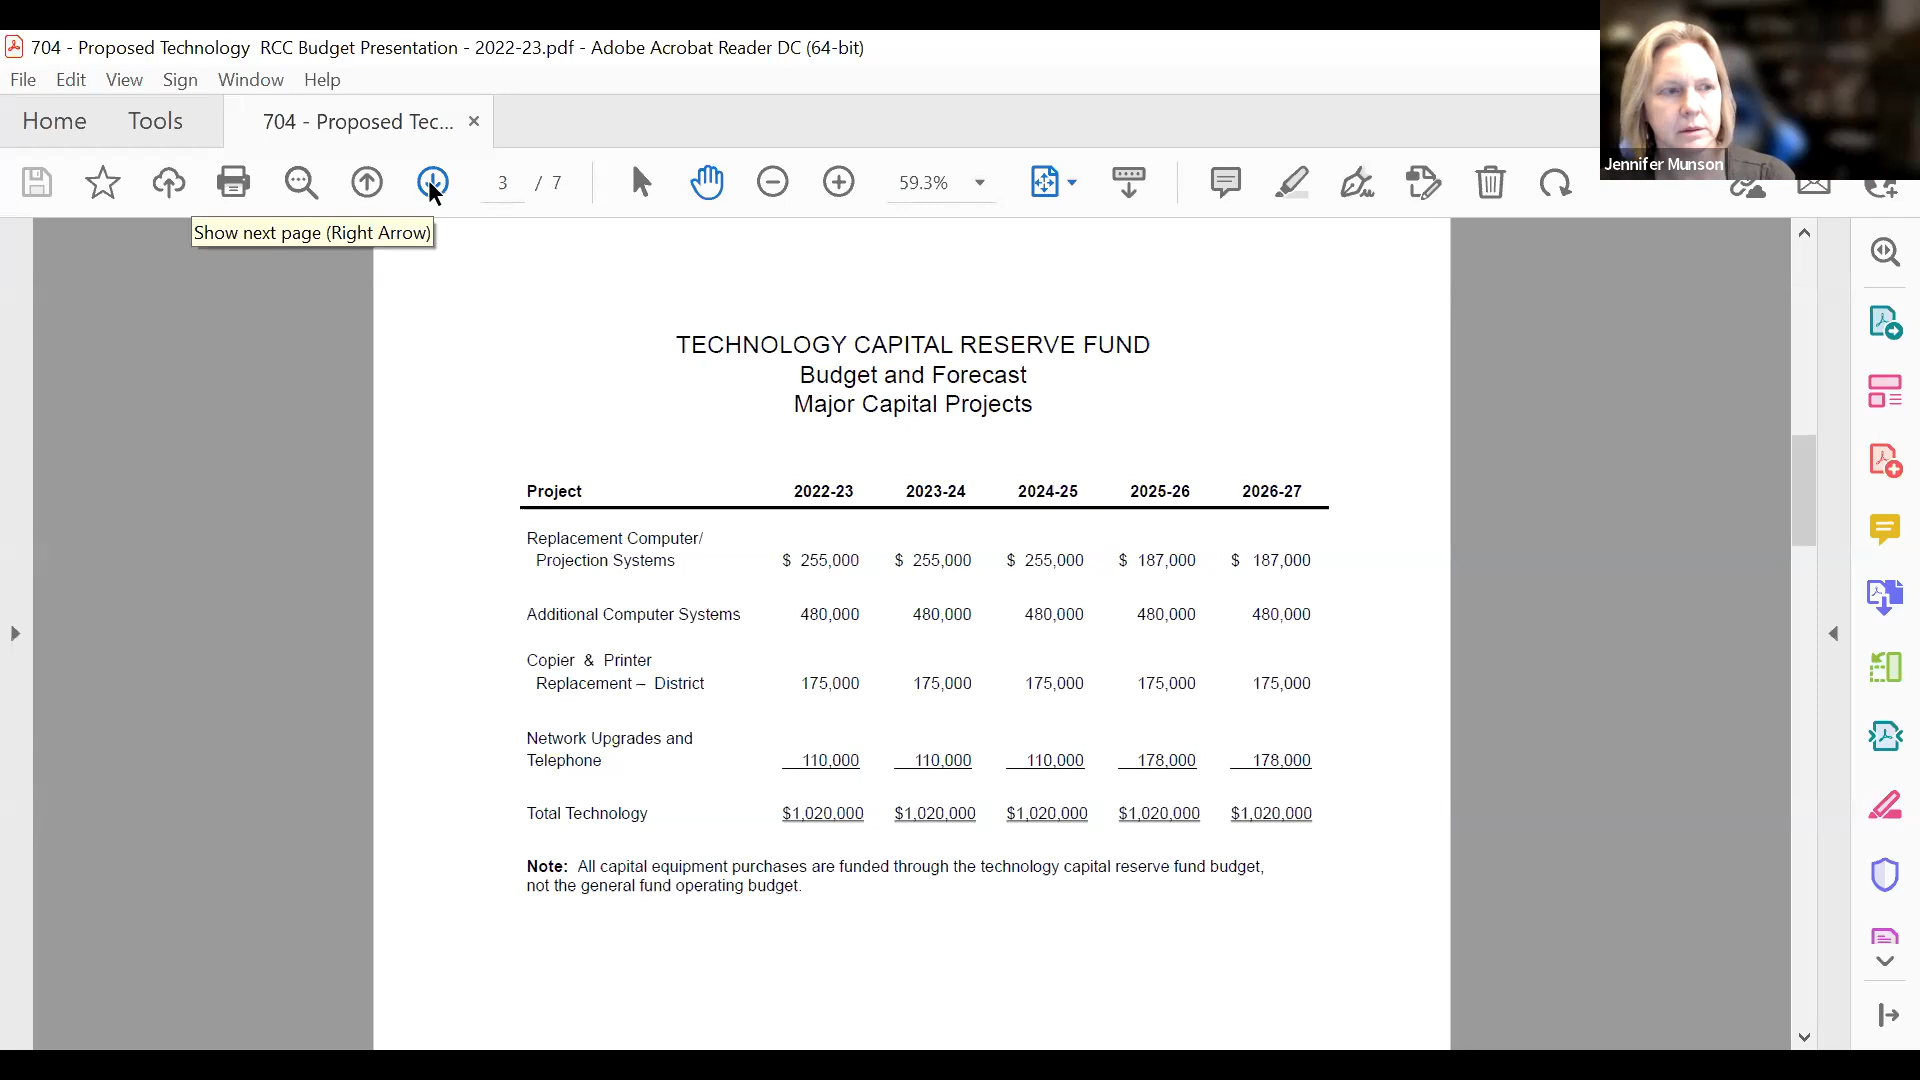 704 - Proposed Technology  RCC Budget Presentation - 2022-23.pdf - Adobe Acrobat Reader DC (64-bit)
File Edit View Sign Window Help
Home Tools 704 - Proposed Tec... ×
3 / 7 59.3%
Show next page (Right Arrow)
Jennifer Munson
TECHNOLOGY CAPITAL RESERVE FUND
Budget and Forecast
Major Capital Projects
Project 2022-23 2023-24 2024-25 2025-26 2026-27
Replacement Computer/
Projection Systems $ 255,000 $ 255,000 $ 255,000 $ 187,000 $ 187,000
Additional Computer Systems 480,000 480,000 480,000 480,000 480,000
Copier & Printer
Replacement – District 175,000 175,000 175,000 175,000 175,000
Network Upgrades and
Telephone 110,000 110,000 110,000 178,000 178,000
Total Technology $1,020,000 $1,020,000 $1,020,000 $1,020,000 $1,020,000
Note: All capital equipment purchases are funded through the technology capital reserve fund budget,
not the general fund operating budget.